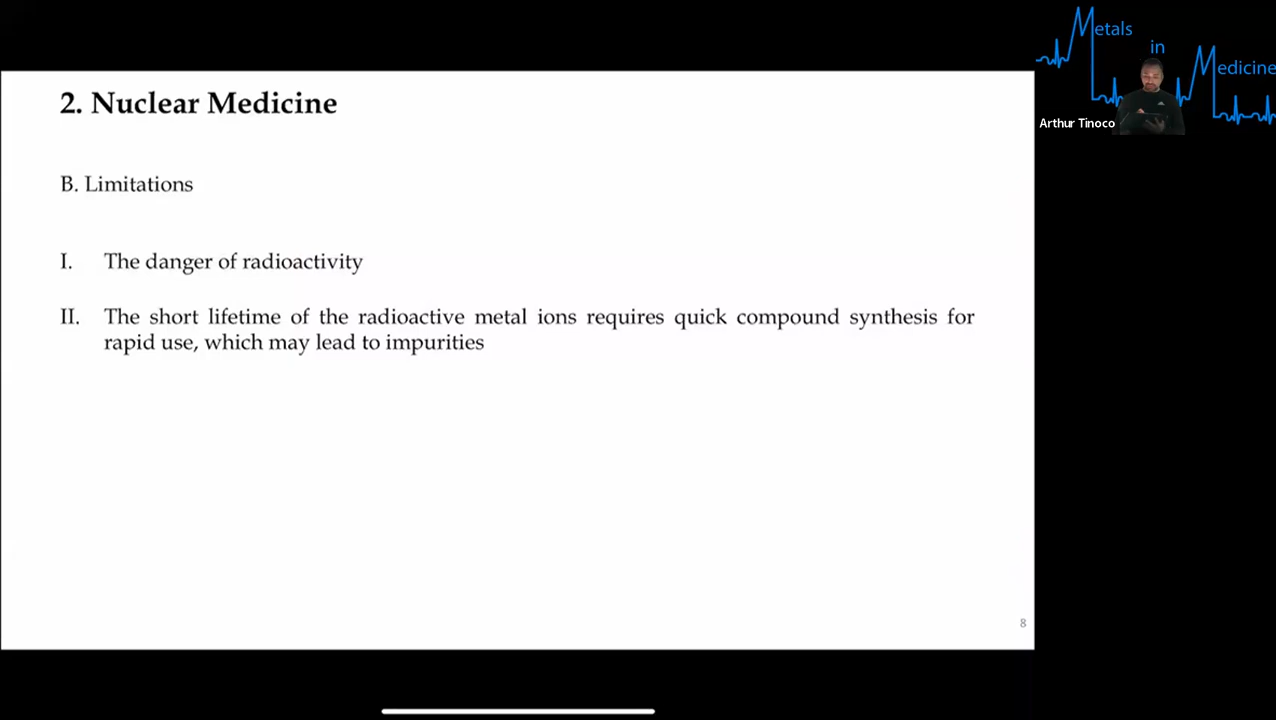 Metals
in
Medicine
Arthur Tinoco
2. Nuclear Medicine
B. Limitations
I. The danger of radioactivity
II. The short lifetime of the radioactive metal ions requires quick compound synthesis for
rapid use, which may lead to impurities
8